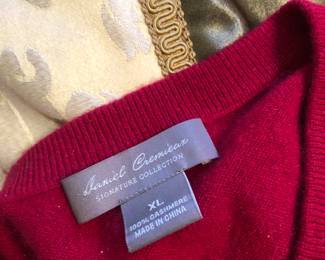 Daniel Cremieux
SIGNATURE COLLECTION
XL
100% CASHMERE
MADE IN CHINA